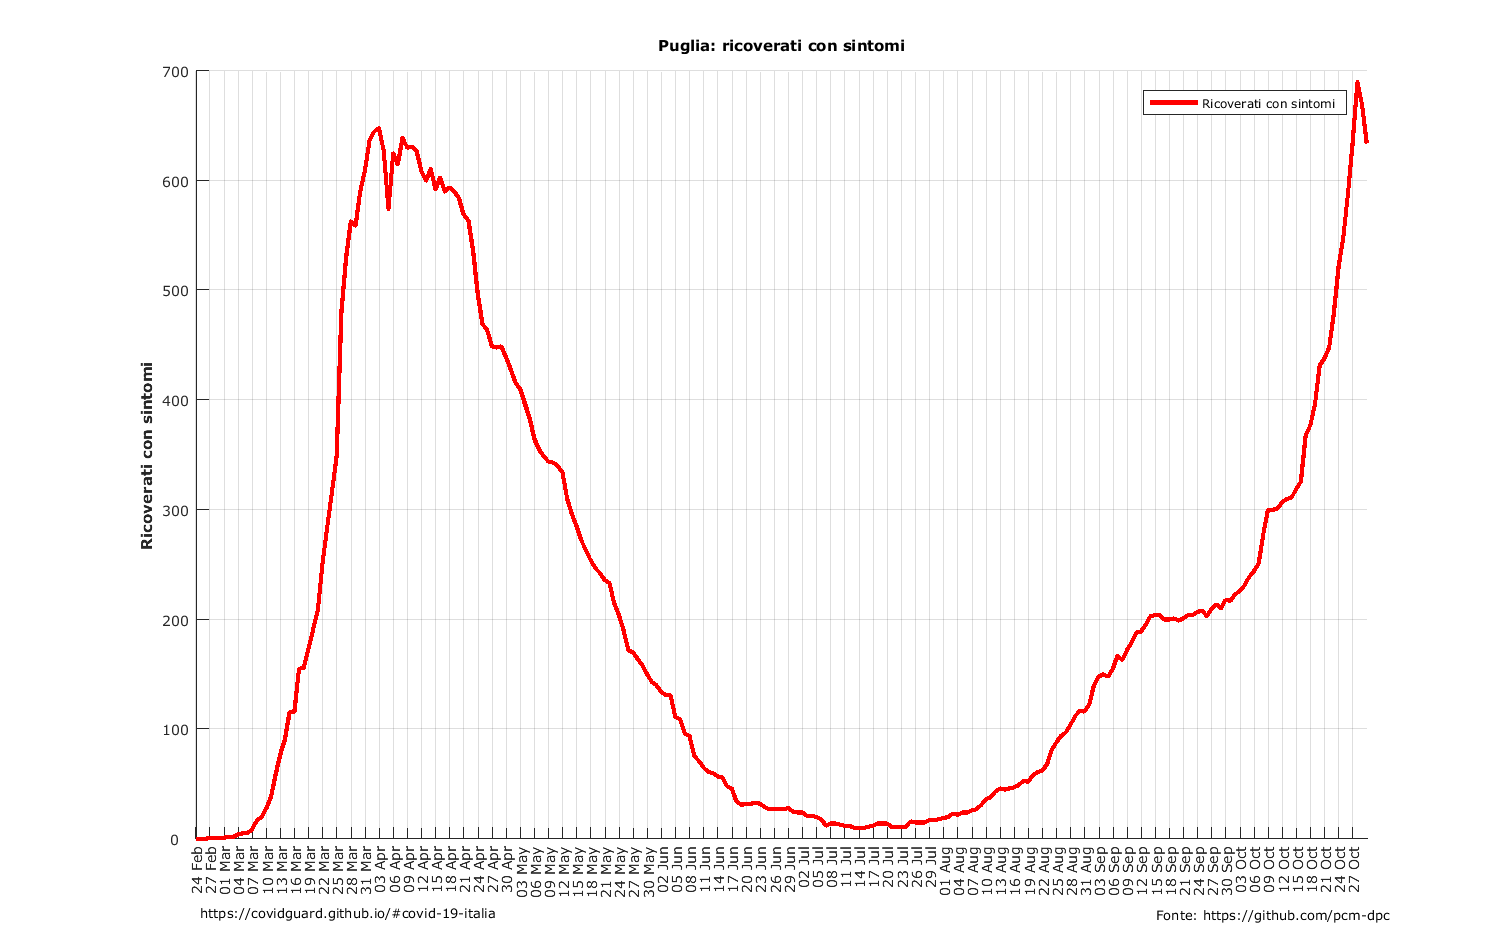 Puglia: ricoverati con sintomi
Ricoverati con sintomi
Ricoverati con sintomi
700
600
500
400
300
200
100
0
24 Feb
27 Feb
01 Mar
04 Mar
07 Mar
10 Mar
13 Mar
16 Mar
19 Mar
22 Mar
25 Mar
28 Mar
31 Mar
03 Apr
06 Apr
09 Apr
12 Apr
15 Apr
18 Apr
21 Apr
24 Apr
27 Apr
30 Apr
03 May
06 May
09 May
12 May
15 May
18 May
21 May
24 May
27 May
30 May
02 Jun
05 Jun
08 Jun
11 Jun
14 Jun
17 Jun
20 Jun
23 Jun
26 Jun
29 Jun
02 Jul
05 Jul
08 Jul
11 Jul
14 Jul
17 Jul
20 Jul
23 Jul
26 Jul
29 Jul
01 Aug
04 Aug
07 Aug
10 Aug
13 Aug
16 Aug
19 Aug
22 Aug
25 Aug
28 Aug
31 Aug
03 Sep
06 Sep
09 Sep
12 Sep
15 Sep
18 Sep
21 Sep
24 Sep
27 Sep
30 Sep
03 Oct
06 Oct
09 Oct
12 Oct
15 Oct
18 Oct
21 Oct
24 Oct
27 Oct
https://covidguard.github.io/#covid-19-italia
Fonte: https://github.com/pcm-dpc